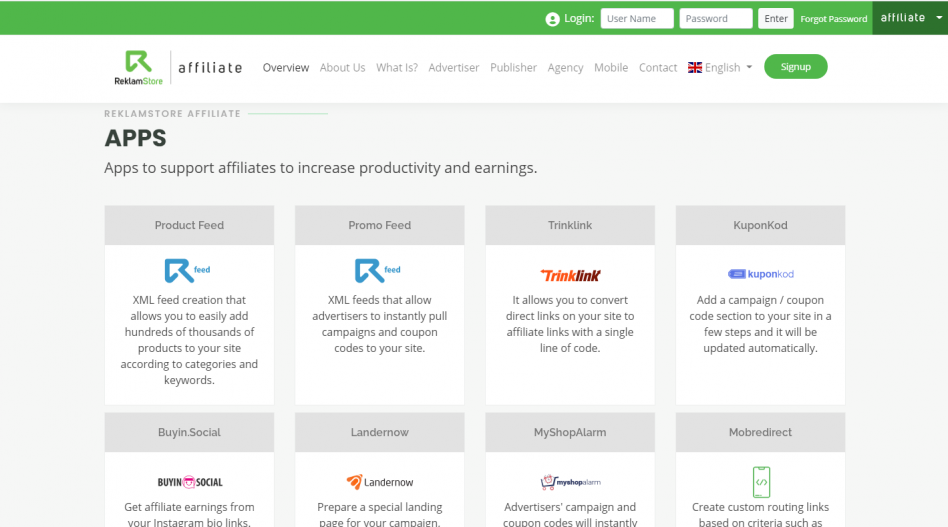 Login: User Name Password Enter Forgot Password affiliate
ReklamStore affiliate Overview About Us What Is? Advertiser Publisher Agency Mobile Contact English Signup
REKLAMSTORE AFFILIATE
APPS
Apps to support affiliates to increase productivity and earnings.
Product Feed
feed
XML feed creation that
allows you to easily add
hundreds of thousands of
products to your site
according to categories and
keywords.
Promo Feed
feed
XML feeds that allow
advertisers to instantly pull
campaigns and coupon
codes to your site.
Trinklink
TrinklinK
It allows you to convert
direct links on your site to
affiliate links with a single
line of code.
KuponKod
kuponkod
Add a campaign / coupon
code section to your site in a
few steps and it will be
updated automatically.
Buyin.Social
BUYIN SOCIAL
Get affiliate earnings from
your Instagram bio links.
Landernow
Landernow
Prepare a special landing
page for your campaign.
MyShopAlarm
myshopalarm
Advertisers' campaign and
coupon codes will instantly
Mobredirect
</>
Create custom routing links
based on criteria such as